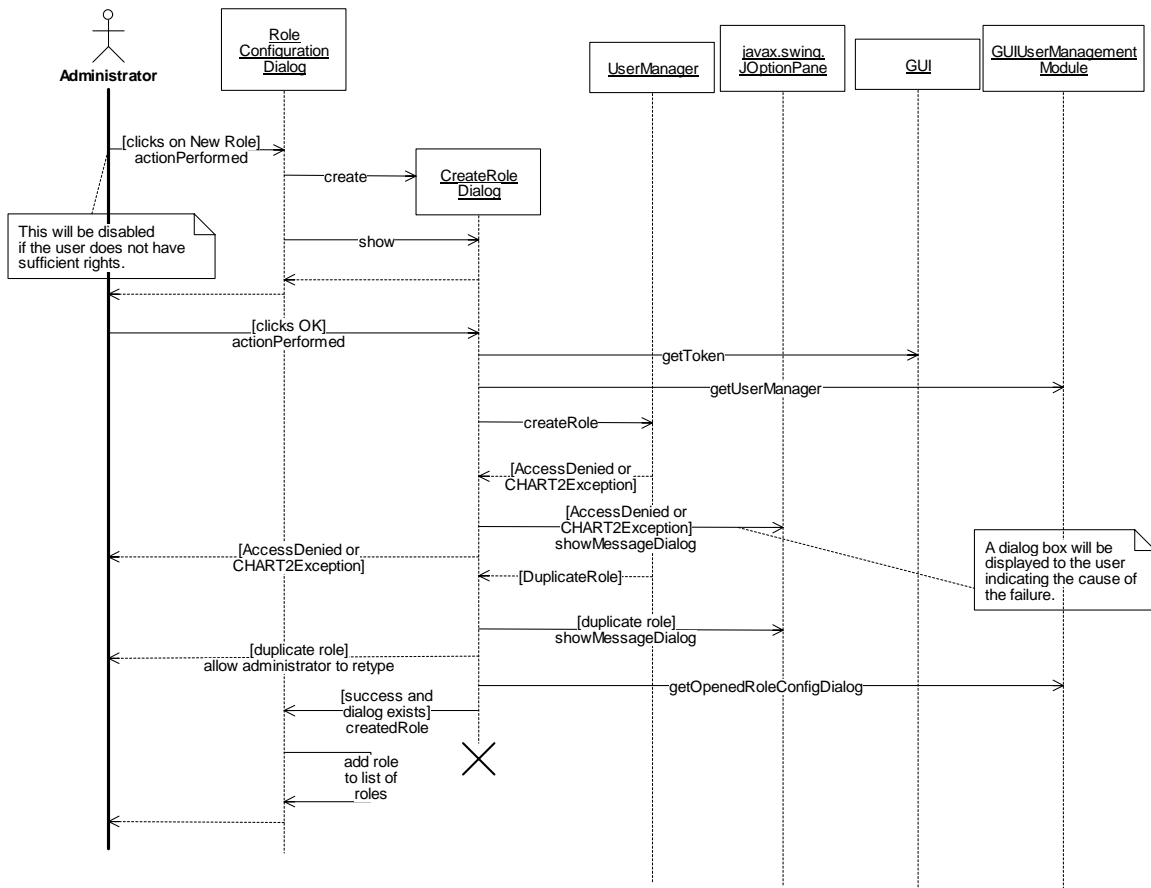 Administrator
Role
Configuration
Dialog
UserManager
javax.swing.
JOptionPane
GUI
GUIUserManagement
Module
[clicks on New Role]
actionPerformed
create
CreateRole
Dialog
This will be disabled
if the user does not have
sufficient rights.
show
[clicks OK]
actionPerformed
getToken
getUserManager
createRole
[AccessDenied or
CHART2Exception]
[AccessDenied or
CHART2Exception]
showMessageDialog
[AccessDenied or
CHART2Exception]
A dialog box will be
displayed to the user
indicating the cause of
the failure.
[DuplicateRole]
[duplicate role]
showMessageDialog
[duplicate role]
allow administrator to retype
getOpenedRoleConfigDialog
[success and
dialog exists]
createdRole
add role
to list of
roles